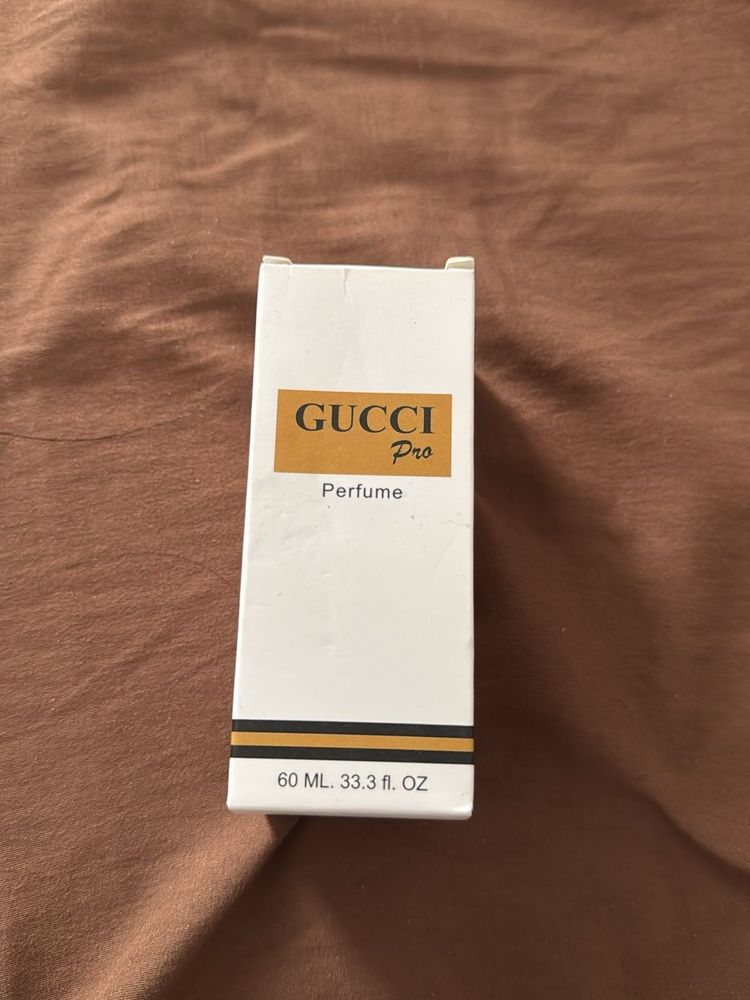 GUCCI
Pro
Perfume
60 ML. 33.3 fl. OZ